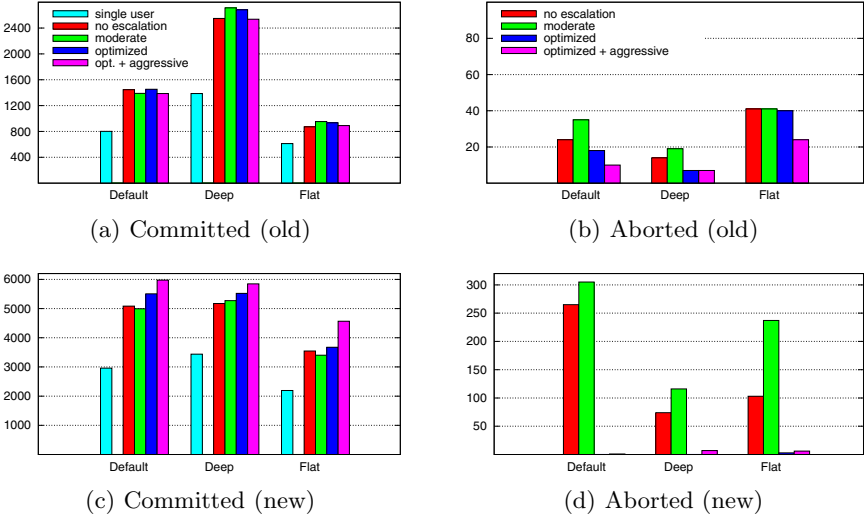 single user
no escalation
moderate
optimized
opt. + aggressive
2400
2000
1600
1200
800
400
Default Deep Flat
(a) Committed (old)
no escalation
moderate
optimized
optimized + aggressive
80
60
40
20
Default Deep Flat
(b) Aborted (old)
6000
5000
4000
3000
2000
1000
Default Deep Flat
(c) Committed (new)
300
250
200
150
100
50
Default Deep Flat
(d) Aborted (new)